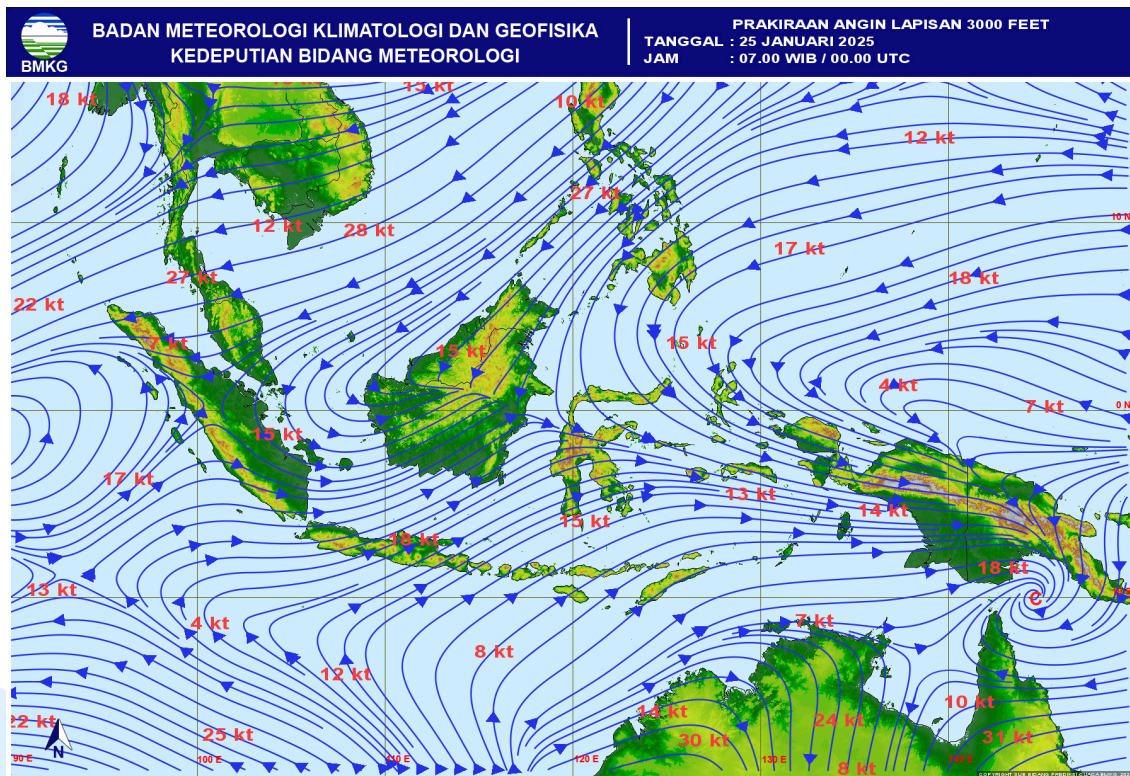 BMKG
BADAN METEOROLOGI KLIMATOLOGI DAN GEOFISIKA
KEDEPUTIAN BIDANG METEOROLOGI
PRAKIRAAN ANGIN LAPISAN 3000 FEET
TANGGAL : 25 JANUARI 2025
JAM : 07.00 WIB / 00.00 UTC
15 kt
18 kt
10 kt
12 kt
27 kt
10 N
12 kt
28 kt
17 kt
27 kt
18 kt
22 kt
7 kt
15 kt
15 kt
4 kt
7 kt
0 N
15 kt
17 kt
13 kt
14 kt
15 kt
18 kt
18 kt
13 kt
C
4 kt
7 kt
8 kt
12 kt
10 kt
14 kt
22 kt
24 kt
25 kt
30 kt
31 kt
N
90 E
100 E
110 E
120 E
130 E
8 kt